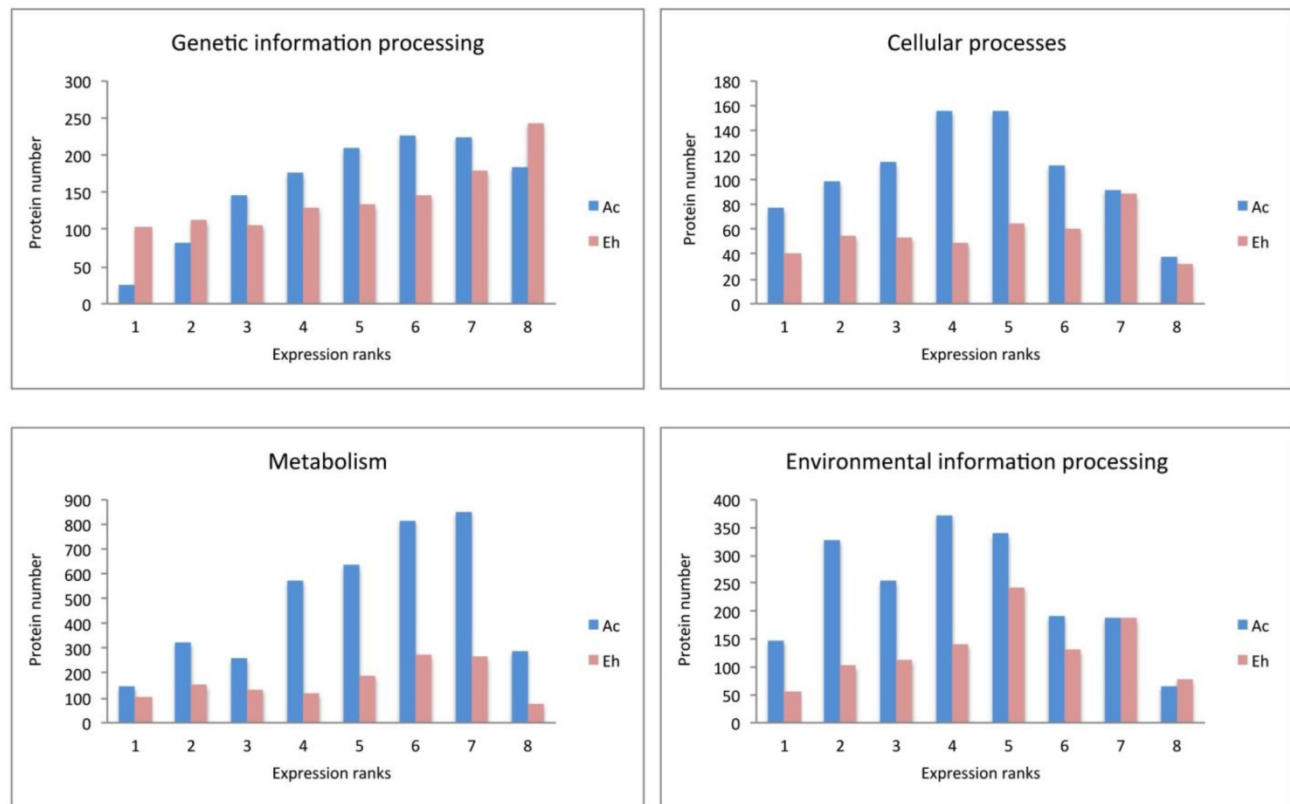 Genetic information processing
Protein number
300
250
200
150
100
50
0
1 2 3 4 5 6 7 8
Expression ranks
Ac
Eh
Cellular processes
Protein number
180
160
140
120
100
80
60
40
20
0
1 2 3 4 5 6 7 8
Expression ranks
Ac
Eh
Metabolism
Protein number
900
800
700
600
500
400
300
200
100
0
1 2 3 4 5 6 7 8
Expression ranks
Ac
Eh
Environmental information processing
Protein number
400
350
300
250
200
150
100
50
0
1 2 3 4 5 6 7 8
Expression ranks
Ac
Eh